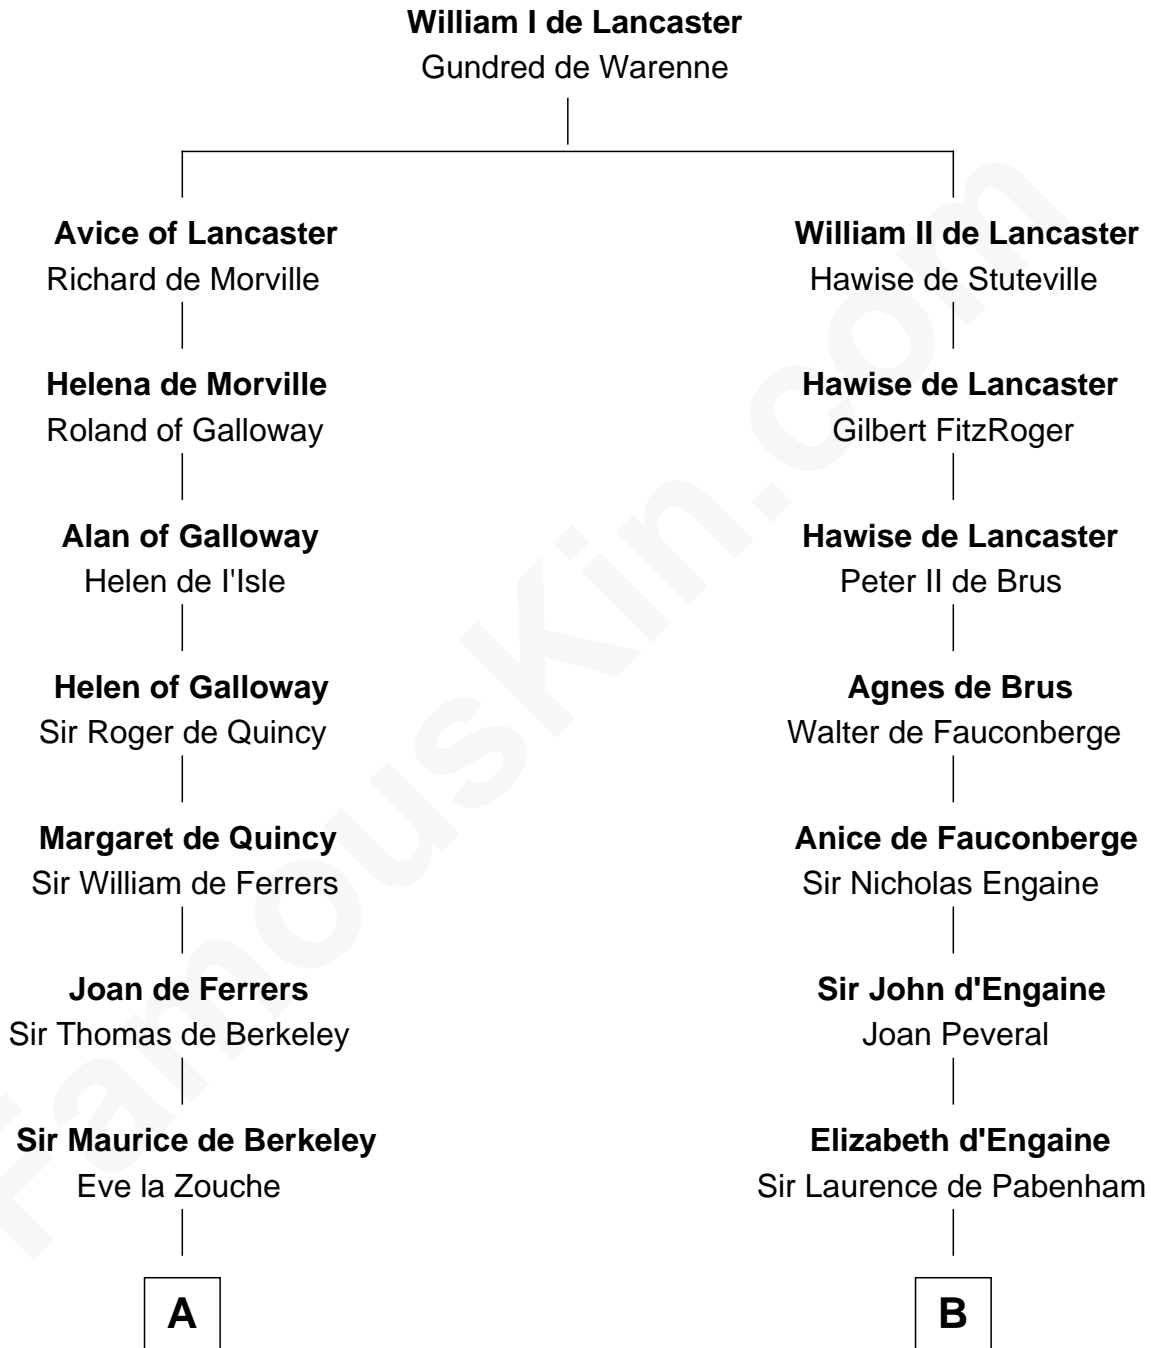 William I de Lancaster
Gundred de Warenne
Avice of Lancaster
Richard de Morville
Helena de Morville
Roland of Galloway
Alan of Galloway
Helen de I'Isle
Helen of Galloway
Sir Roger de Quincy
Margaret de Quincy
Sir William de Ferrers
Joan de Ferrers
Sir Thomas de Berkeley
Sir Maurice de Berkeley
Eve la Zouche
A
William II de Lancaster
Hawise de Stuteville
Hawise de Lancaster
Gilbert FitzRoger
Hawise de Lancaster
Peter II de Brus
Agnes de Brus
Walter de Fauconberge
Anice de Fauconberge
Sir Nicholas Engaine
Sir John d'Engaine
Joan Peveral
Elizabeth d'Engaine
Sir Laurence de Pabenham
B
FamousKin.com